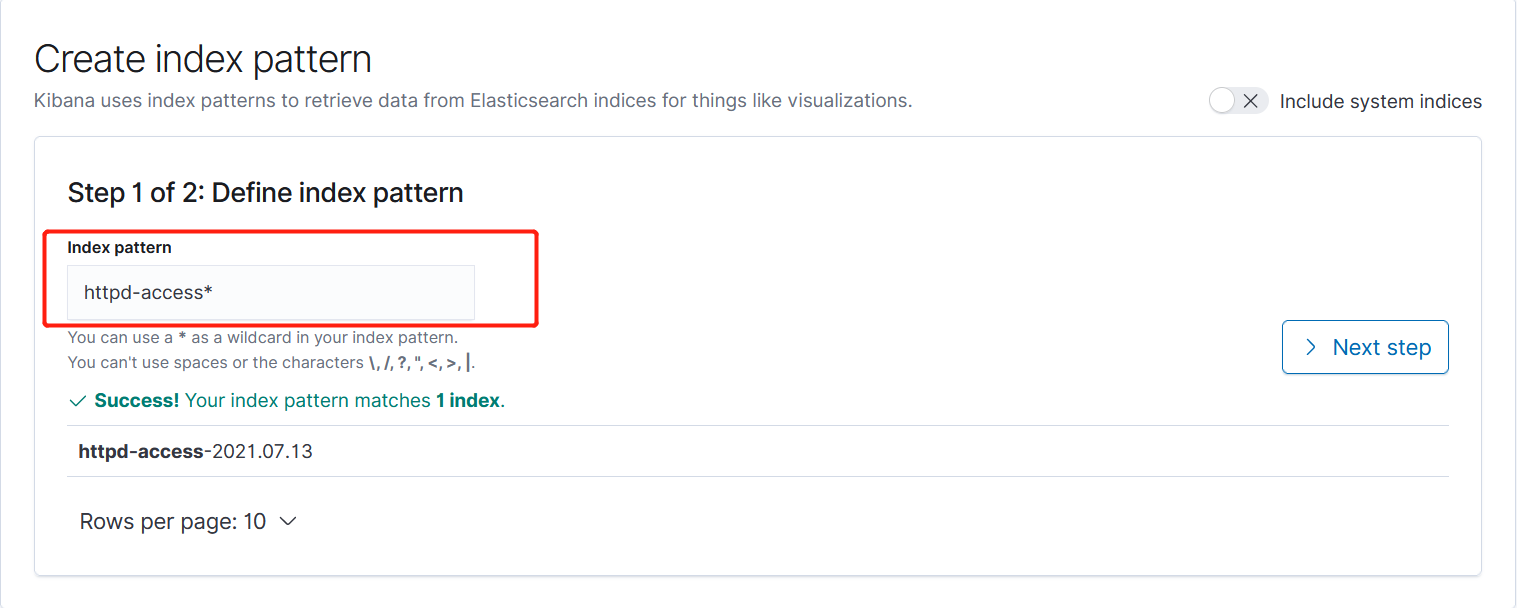 Create index pattern
Kibana uses index patterns to retrieve data from Elasticsearch indices for things like visualizations.
Include system indices
Step 1 of 2: Define index pattern
Index pattern
httpd-access*
You can use a * as a wildcard in your index pattern.
You can't use spaces or the characters \, /, ?, ", <, >, |.
Next step
Success! Your index pattern matches 1 index.
httpd-access-2021.07.13
Rows per page: 10